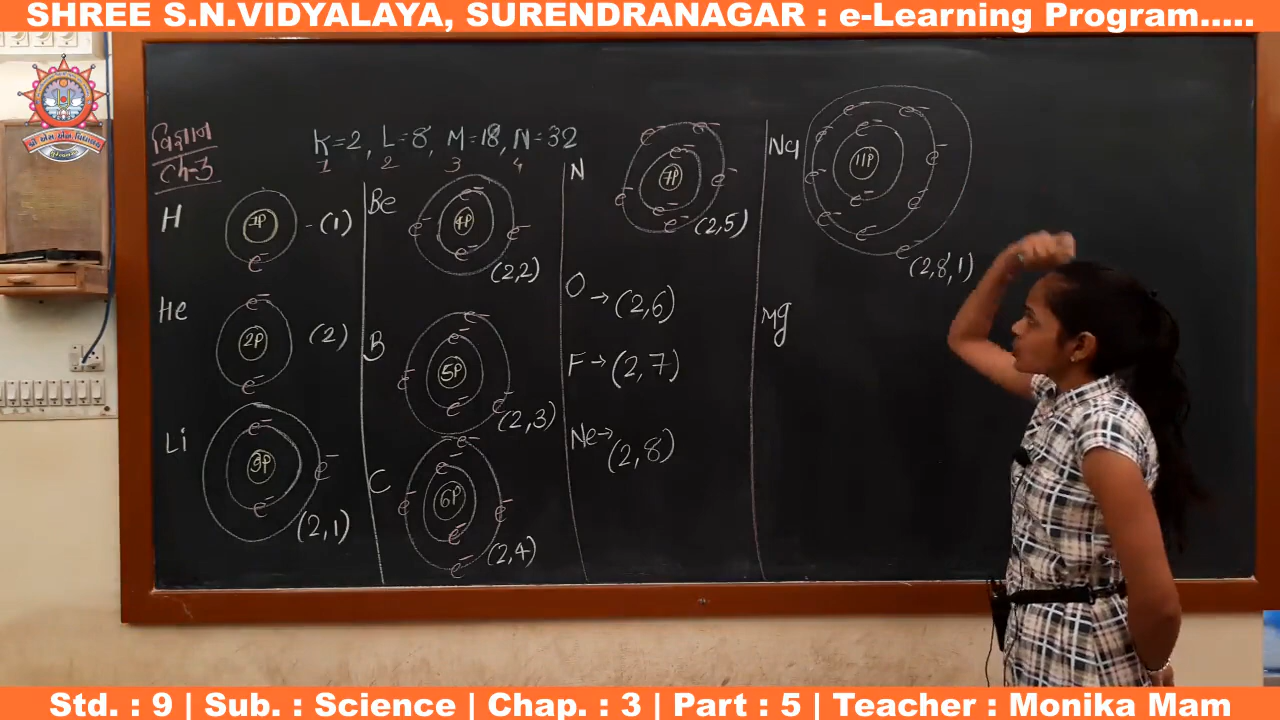 SHREE S.N.VIDYALAYA, SURENDRANAGAR : e-Learning Program.....
વિજ્ઞાન
Ch-3
K=2, L=8, M=18, N=32
1 2 3 4
H
1P
e-
- (1)
He
e-
2P
e-
(2)
Li
e-
3P
e-
e-
(2,1)
Be
e-
e-
4P
e-
e-
(2,2)
B
e-
e-
e-
5P
e-
e-
(2,3)
C
e-
e-
e-
6P
e-
e-
e-
(2,4)
N
e-
e-
e-
7P
e-
e-
e-
e-
(2,5)
O → (2,6)
F → (2,7)
Ne → (2,8)
Na
e-
e-
e-
e-
e-
11P
e-
e-
e-
e-
e-
(2,8,1)
Mg
Std. : 9 | Sub. : Science | Chap. : 3 | Part : 5 | Teacher : Monika Mam